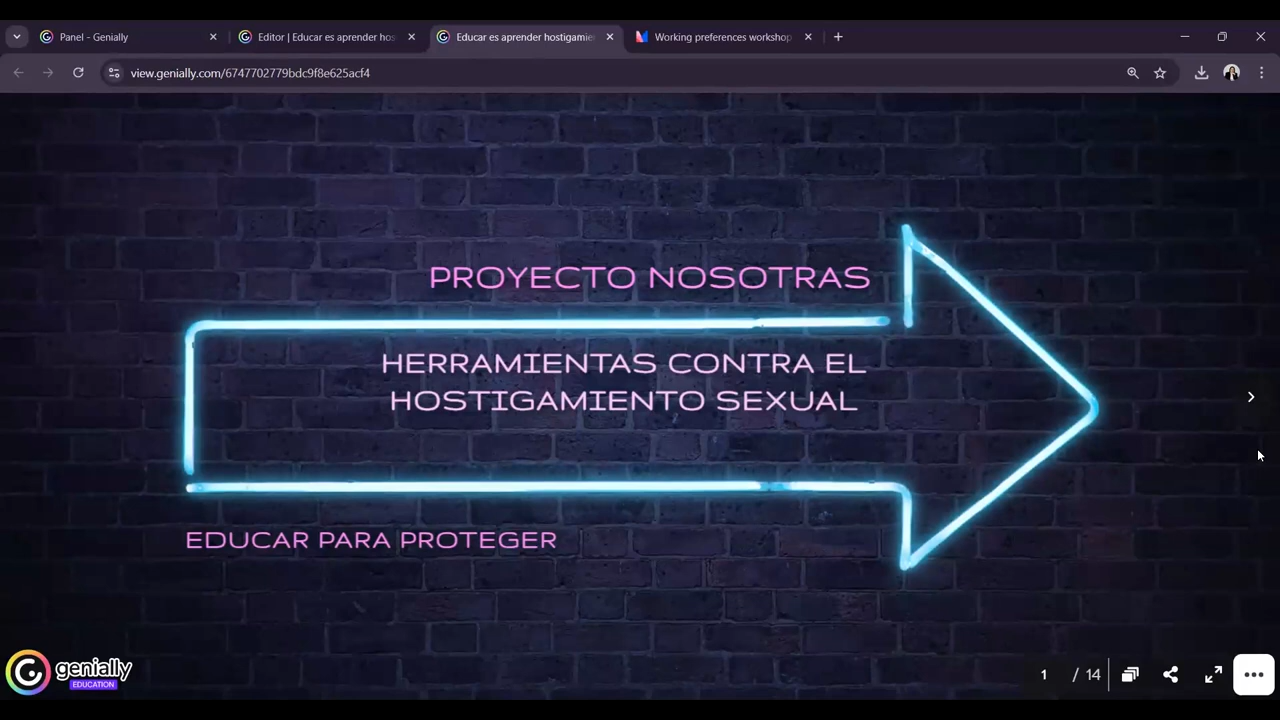 Panel - Genially
Editor | Educar es aprender hos
Educar es aprender hostigamie
Working preferences workshop
view.genially.com/6747702779bdc9f8e625acf4
PROYECTO NOSOTRAS
HERRAMIENTAS CONTRA EL
HOSTIGAMIENTO SEXUAL
EDUCAR PARA PROTEGER
genially
EDUCATION
1 / 14